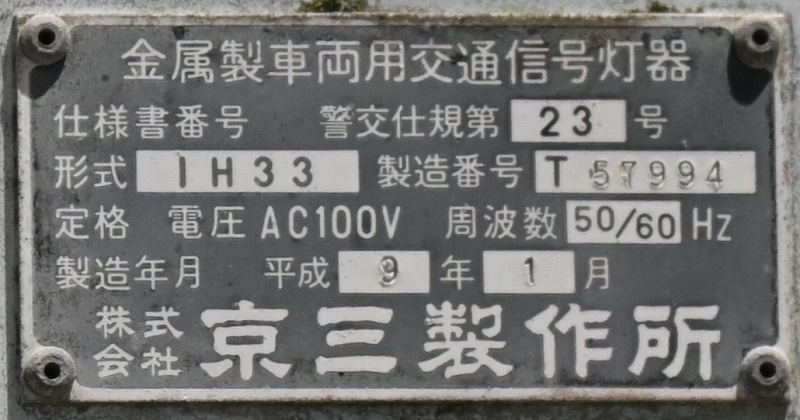 金属製車両用交通信号灯器
仕様書番号 警交仕規第 23 号
形式 1H33 製造番号 T 57994
定格 電圧 AC100V 周波数 50/60 Hz
製造年月 平成 9 年 1 月
株式会社 京三製作所